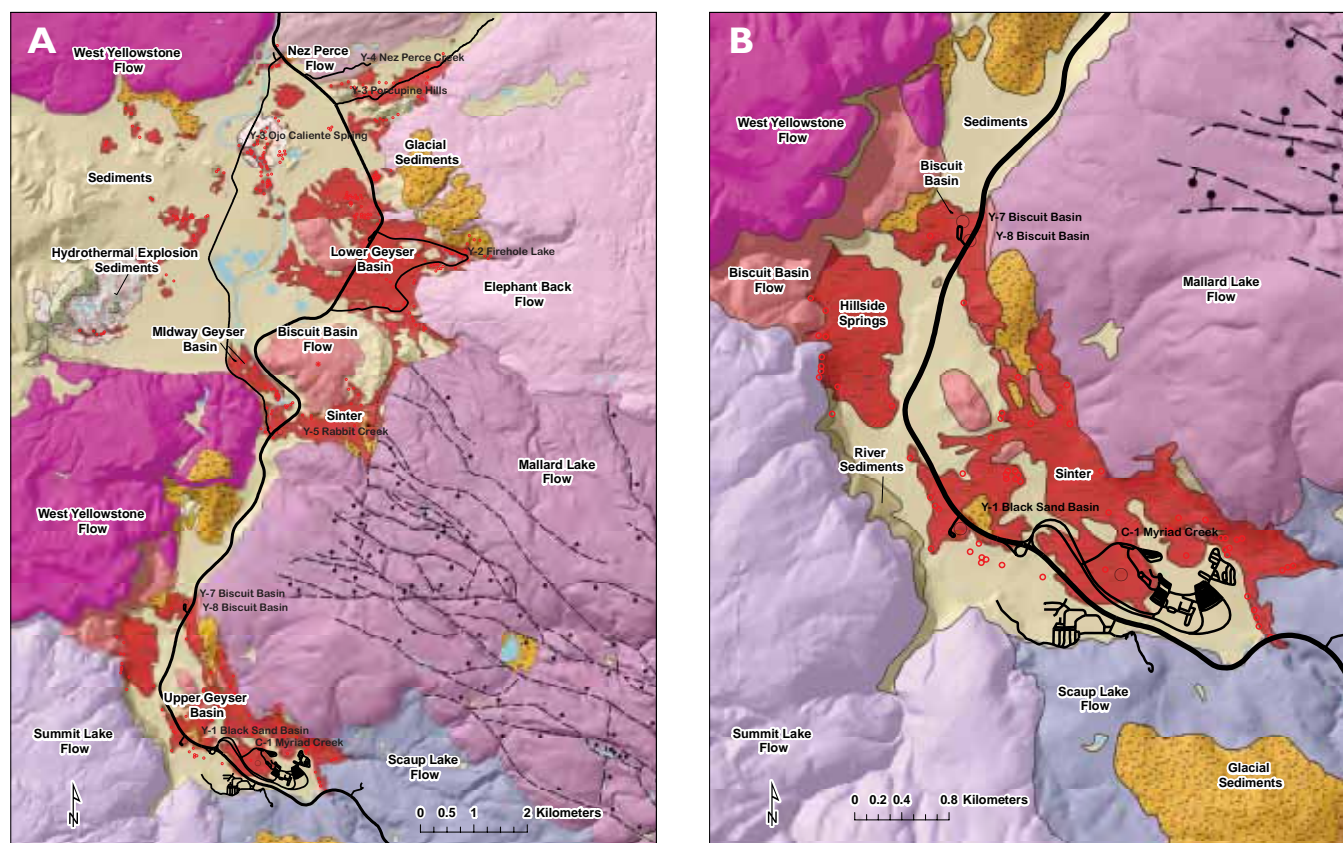 A
West Yellowstone
Flow
Nez Perce
Flow
Y-4 Nez Perce Creek
Y-3 Porcupine Hills
Y-3 Ojo Caliente Spring
Glacial
Sediments
Sediments
Hydrothermal Explosion
Sediments
Lower Geyser
Basin
Y-2 Firehole Lake
Elephant Back
Flow
MIdway Geyser
Basin
Biscuit Basin
Flow
Sinter
Y-5 Rabbit Creek
Mallard Lake
Flow
West Yellowstone
Flow
Y-7 Biscuit Basin
Y-8 Biscuit Basin
Upper Geyser
Basin
Y-1 Black Sand Basin
C-1 Myriad Creek
Summit Lake
Flow
Scaup Lake
Flow
N
0 0.5 1 2 Kilometers
B
West Yellowstone
Flow
Sediments
Biscuit
Basin
Y-7 Biscuit Basin
Y-8 Biscuit Basin
Biscuit Basin
Flow
Hillside
Springs
Mallard Lake
Flow
River
Sediments
Sinter
Y-1 Black Sand Basin
C-1 Myriad Creek
Scaup Lake
Flow
Summit Lake
Flow
Glacial
Sediments
N
0 0.2 0.4 0.8 Kilometers